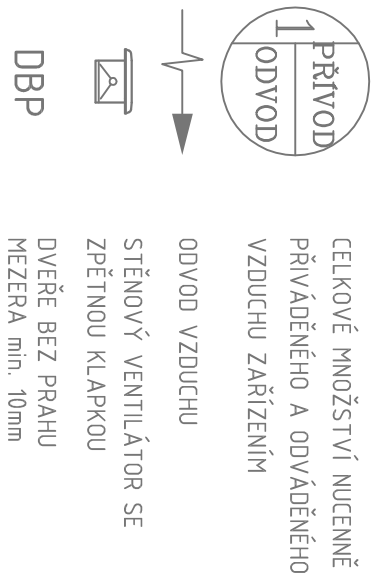 1
PŘÍVOD
ODVOD
CELKOVÉ MNOŽSTVÍ NUCENNĚ
PŘIVÁDĚNÉHO A ODVÁDĚNÉHO
VZDUCHU ZAŘÍZENÍM
ODVOD VZDUCHU
STĚNOVÝ VENTILÁTOR SE
ZPĚTNOU KLAPKOU
DBP
DVEŘE BEZ PRAHU
MEZERA min. 10mm